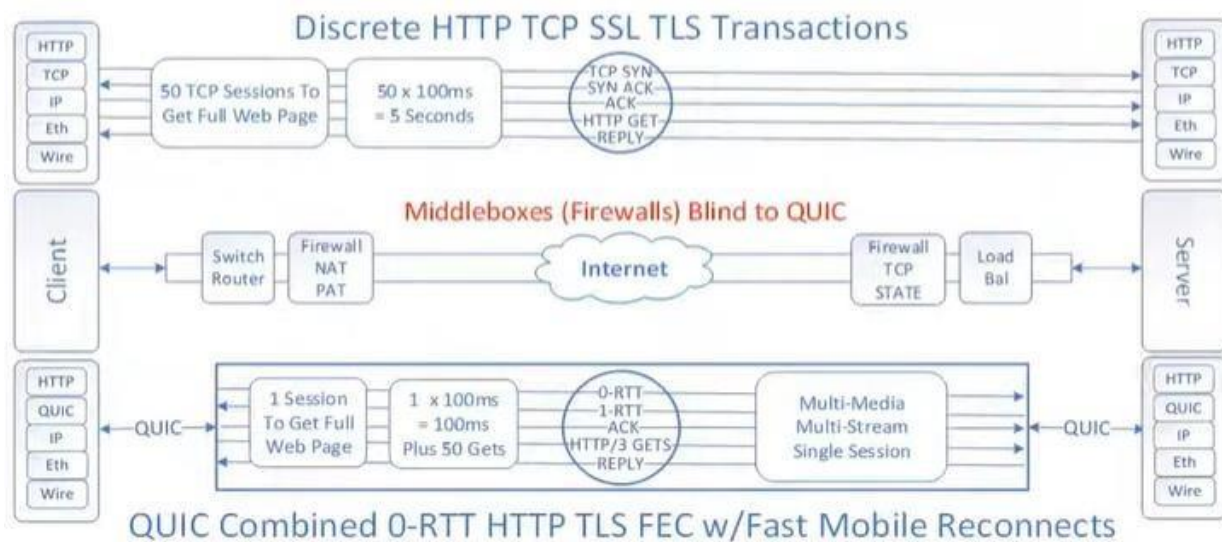 Discrete HTTP TCP SSL TLS Transactions
HTTP
TCP
IP
Eth
Wire
50 TCP Sessions To
Get Full Web Page
50 x 100ms
= 5 Seconds
TCP SYN
SYN ACK
ACK
HTTP GET
REPLY
HTTP
TCP
IP
Eth
Wire
Middleboxes (Firewalls) Blind to QUIC
Client
Switch
Router
Firewall
NAT
PAT
Internet
Firewall
TCP
STATE
Load
Bal
Server
HTTP
QUIC
IP
Eth
Wire
QUIC
1 Session
To Get Full
Web Page
1 x 100ms
= 100ms
Plus 50 Gets
0-RTT
1-RTT
ACK
HTTP/3 GETS
REPLY
Multi-Media
Multi-Stream
Single Session
QUIC
HTTP
QUIC
IP
Eth
Wire
QUIC Combined 0-RTT HTTP TLS FEC w/Fast Mobile Reconnects